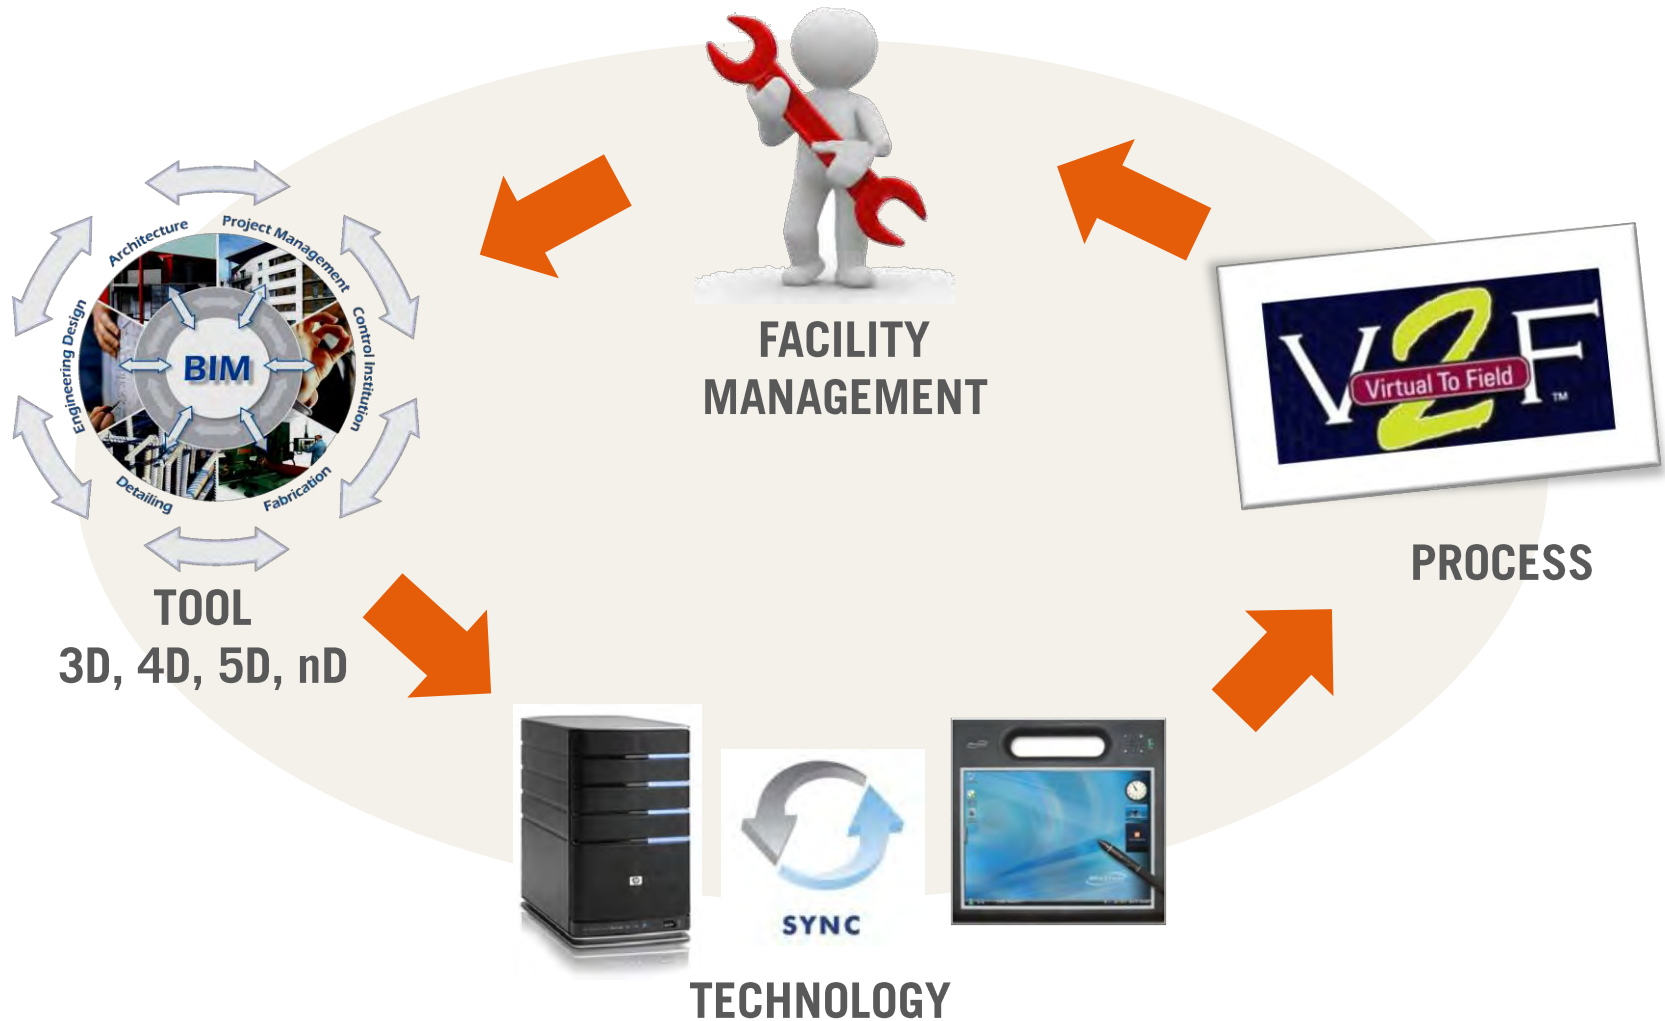 FACILITY
MANAGEMENT
Architecture
Project Management
Control Institution
Engineering Design
BIM
Detailing
Fabrication
TOOL
3D, 4D, 5D, nD
V2F
Virtual To Field
TM
PROCESS
hp
SYNC
TECHNOLOGY